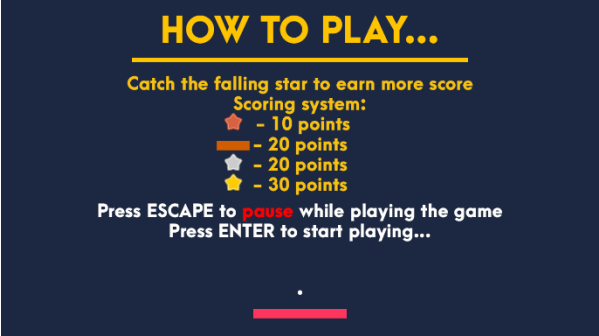 HOW TO PLAY...
Catch the falling star to earn more score
Scoring system:
- 10 points
- 20 points
- 20 points
- 30 points
Press ESCAPE to pause while playing the game
Press ENTER to start playing...